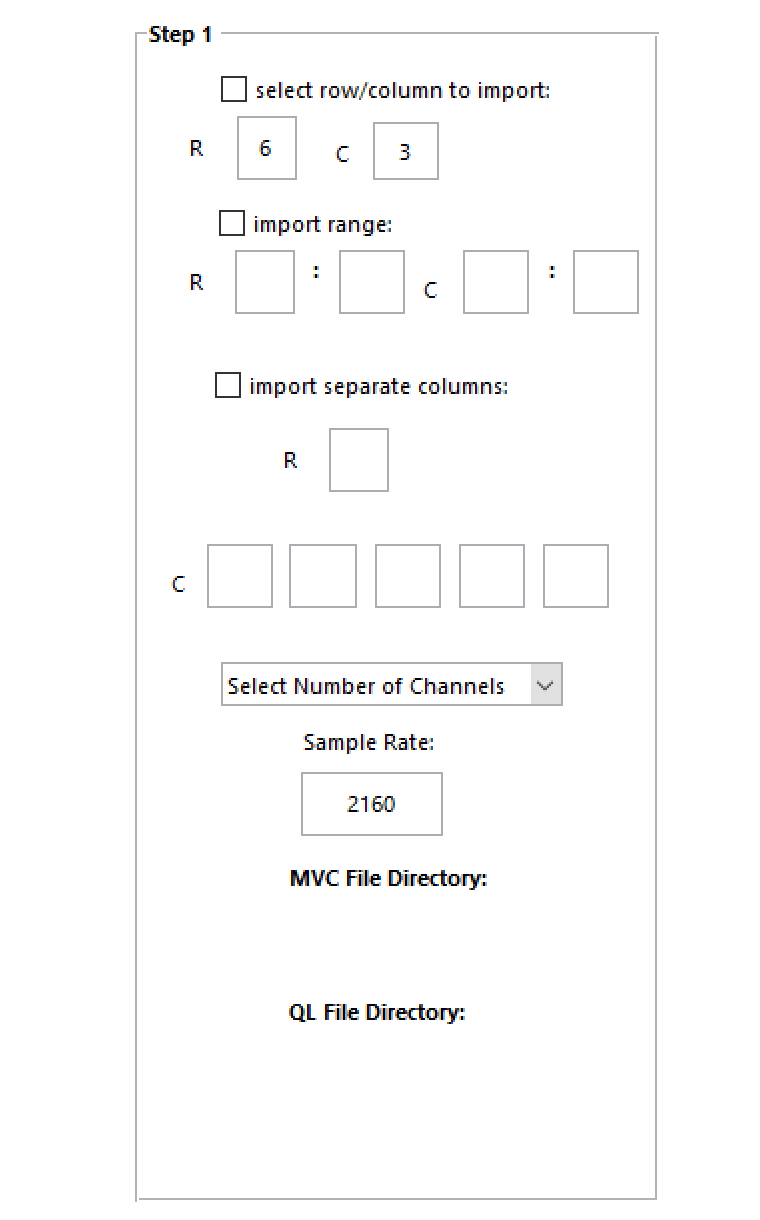 Step 1
select row/column to import:
R 6 C 3
import range:
R : C :
import separate columns:
R
C
Select Number of Channels
Sample Rate:
2160
MVC File Directory:
QL File Directory: